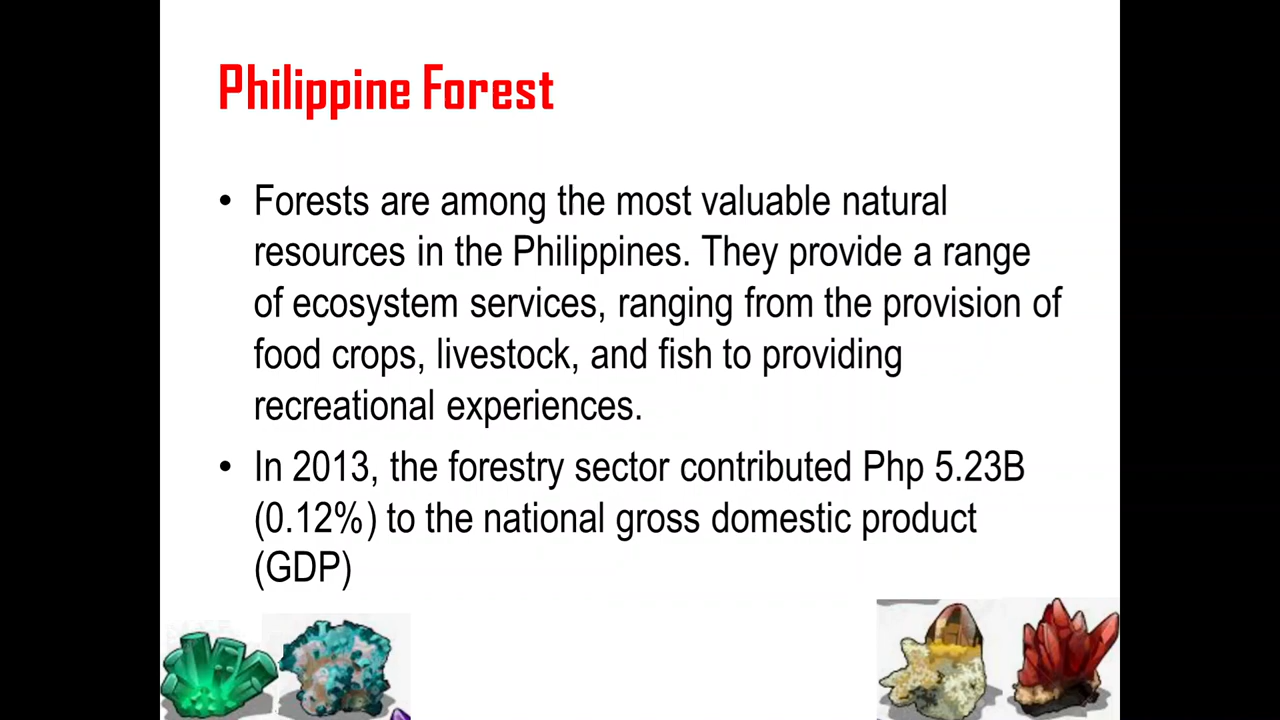 Philippine Forest
• Forests are among the most valuable natural
resources in the Philippines. They provide a range
of ecosystem services, ranging from the provision of
food crops, livestock, and fish to providing
recreational experiences.
• In 2013, the forestry sector contributed Php 5.23B
(0.12%) to the national gross domestic product
(GDP)